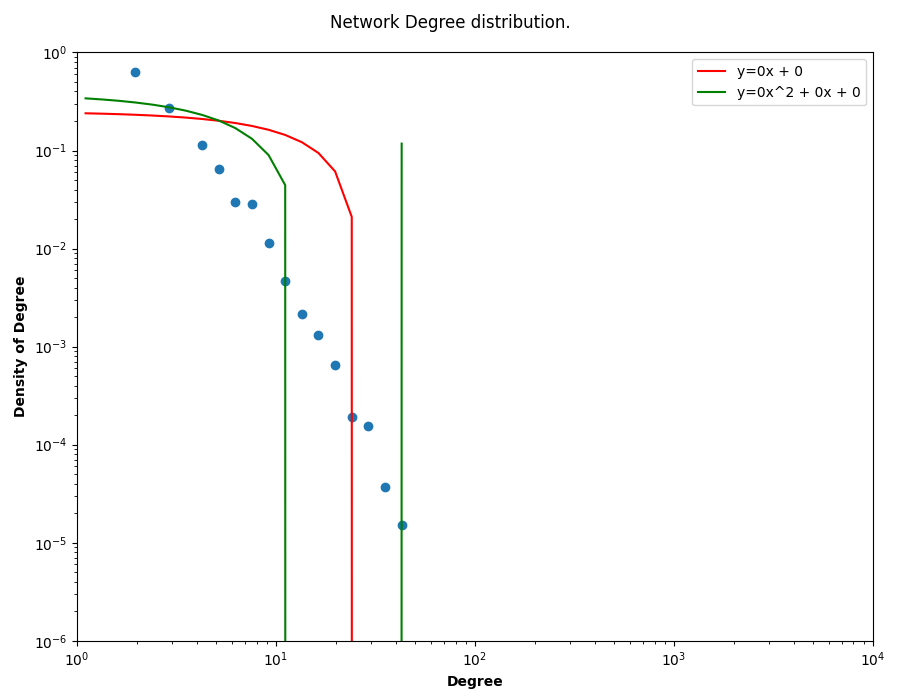 Network Degree distribution.
y=0x + 0
y=0x^2 + 0x + 0
10^0
10^-1
10^-2
10^-3
10^-4
10^-5
10^-6
Density of Degree
10^0 10^1 10^2 10^3 10^4
Degree